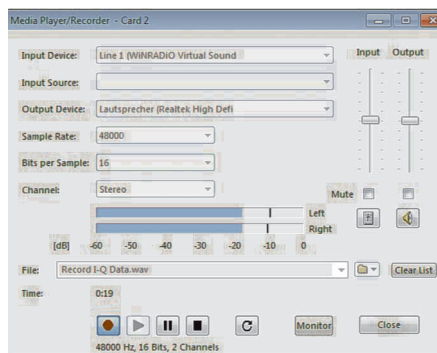 Media Player/Recorder - Card 2
Input Device: Line 1 (WiNRADiO Virtual Sound
Input Output
Input Source:
Output Device: Lautsprecher (Realtek High Defi
Sample Rate: 48000
Bits per Sample: 16
Channel: Stereo
Mute
Left
Right
[dB] -60 -50 -40 -30 -20 -10 0
File: Record I-Q Data.wav Clear List
Time: 0:19
Monitor Close
48000 Hz, 16 Bits, 2 Channels